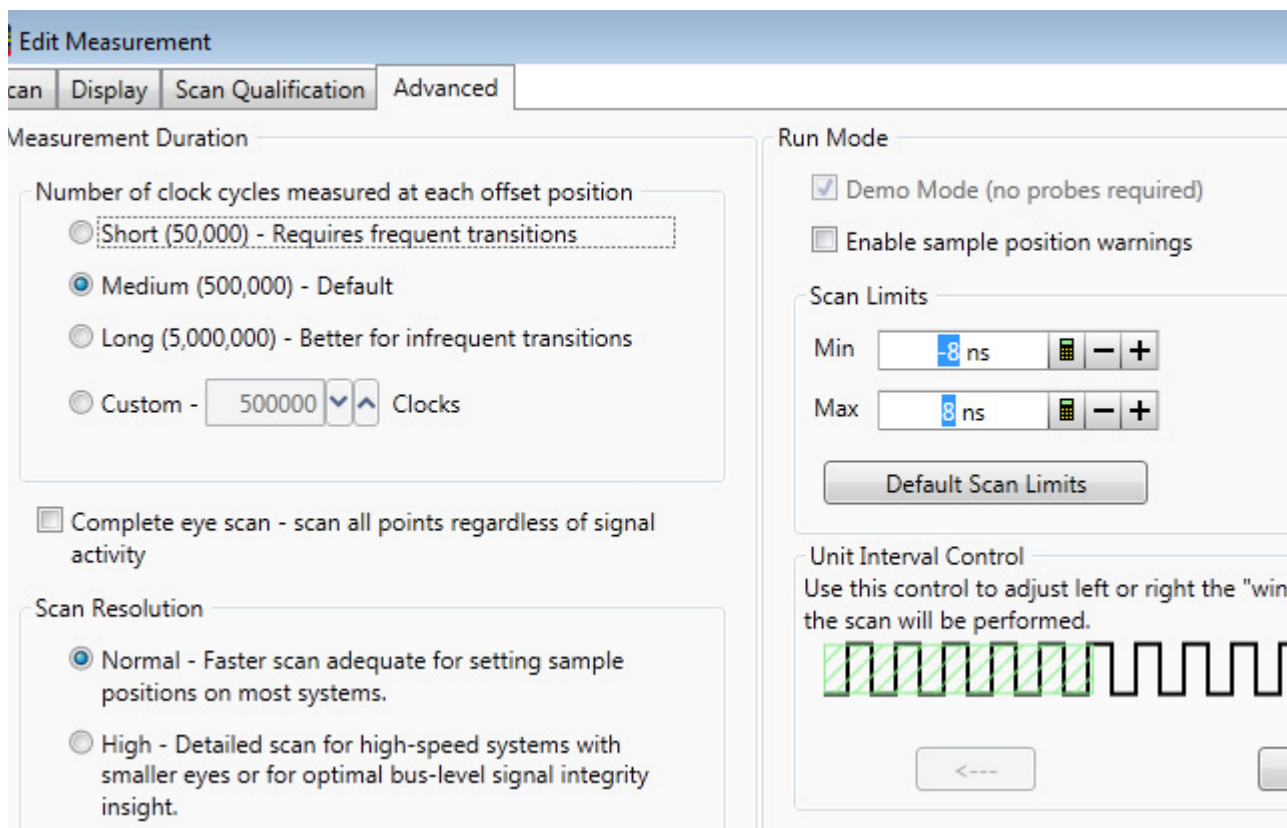 Edit Measurement
can Display Scan Qualification Advanced
Measurement Duration
Number of clock cycles measured at each offset position
Short (50,000) - Requires frequent transitions
Medium (500,000) - Default
Long (5,000,000) - Better for infrequent transitions
Custom - 500000 Clocks
Complete eye scan - scan all points regardless of signal
activity
Scan Resolution
Normal - Faster scan adequate for setting sample
positions on most systems.
High - Detailed scan for high-speed systems with
smaller eyes or for optimal bus-level signal integrity
insight.
Run Mode
Demo Mode (no probes required)
Enable sample position warnings
Scan Limits
Min -8 ns
Max 8 ns
Default Scan Limits
Unit Interval Control
Use this control to adjust left or right the "win
the scan will be performed.
<---